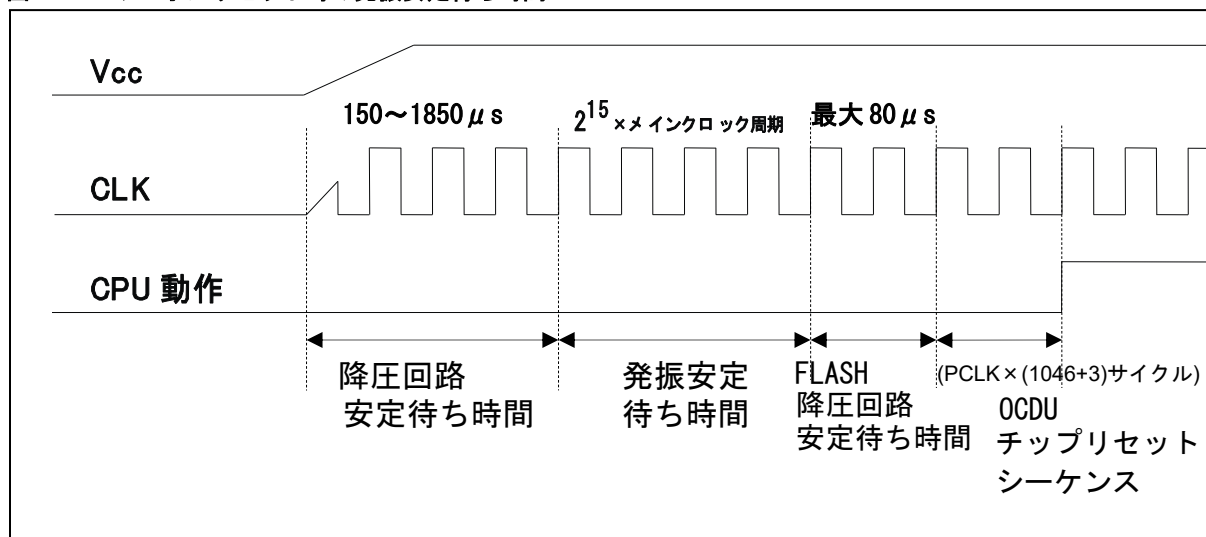 Vcc
150～1850μs
2^15×メインクロック周期
最大80μs
CLK
CPU 動作
降圧回路
安定待ち時間
発振安定
待ち時間
FLASH
降圧回路
安定待ち時間
(PCLK×(1046+3)サイクル)
OCDU
チップリセット
シーケンス